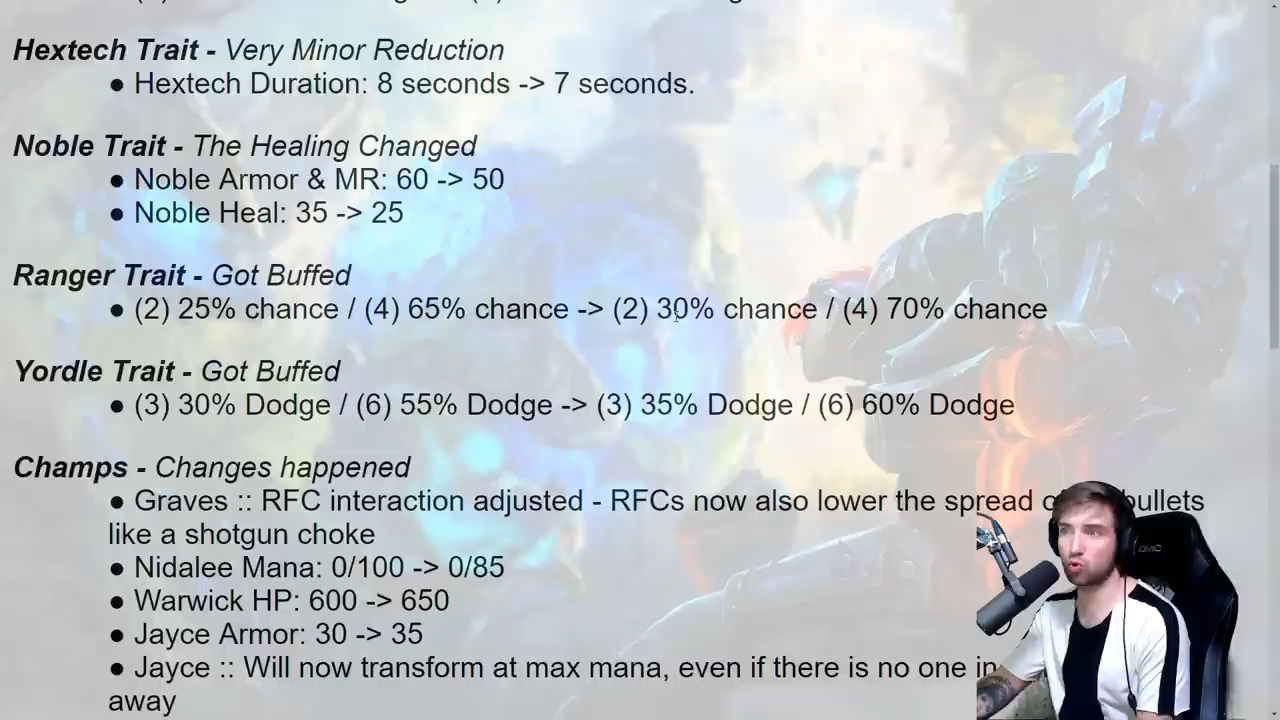 Hextech Trait - Very Minor Reduction
● Hextech Duration: 8 seconds -> 7 seconds.
Noble Trait - The Healing Changed
● Noble Armor & MR: 60 -> 50
● Noble Heal: 35 -> 25
Ranger Trait - Got Buffed
● (2) 25% chance / (4) 65% chance -> (2) 30% chance / (4) 70% chance
Yordle Trait - Got Buffed
● (3) 30% Dodge / (6) 55% Dodge -> (3) 35% Dodge / (6) 60% Dodge
Champs - Changes happened
● Graves :: RFC interaction adjusted - RFCs now also lower the spread bullets
like a shotgun choke
● Nidalee Mana: 0/100 -> 0/85
● Warwick HP: 600 -> 650
● Jayce Armor: 30 -> 35
● Jayce :: Will now transform at max mana, even if there is no one in
away